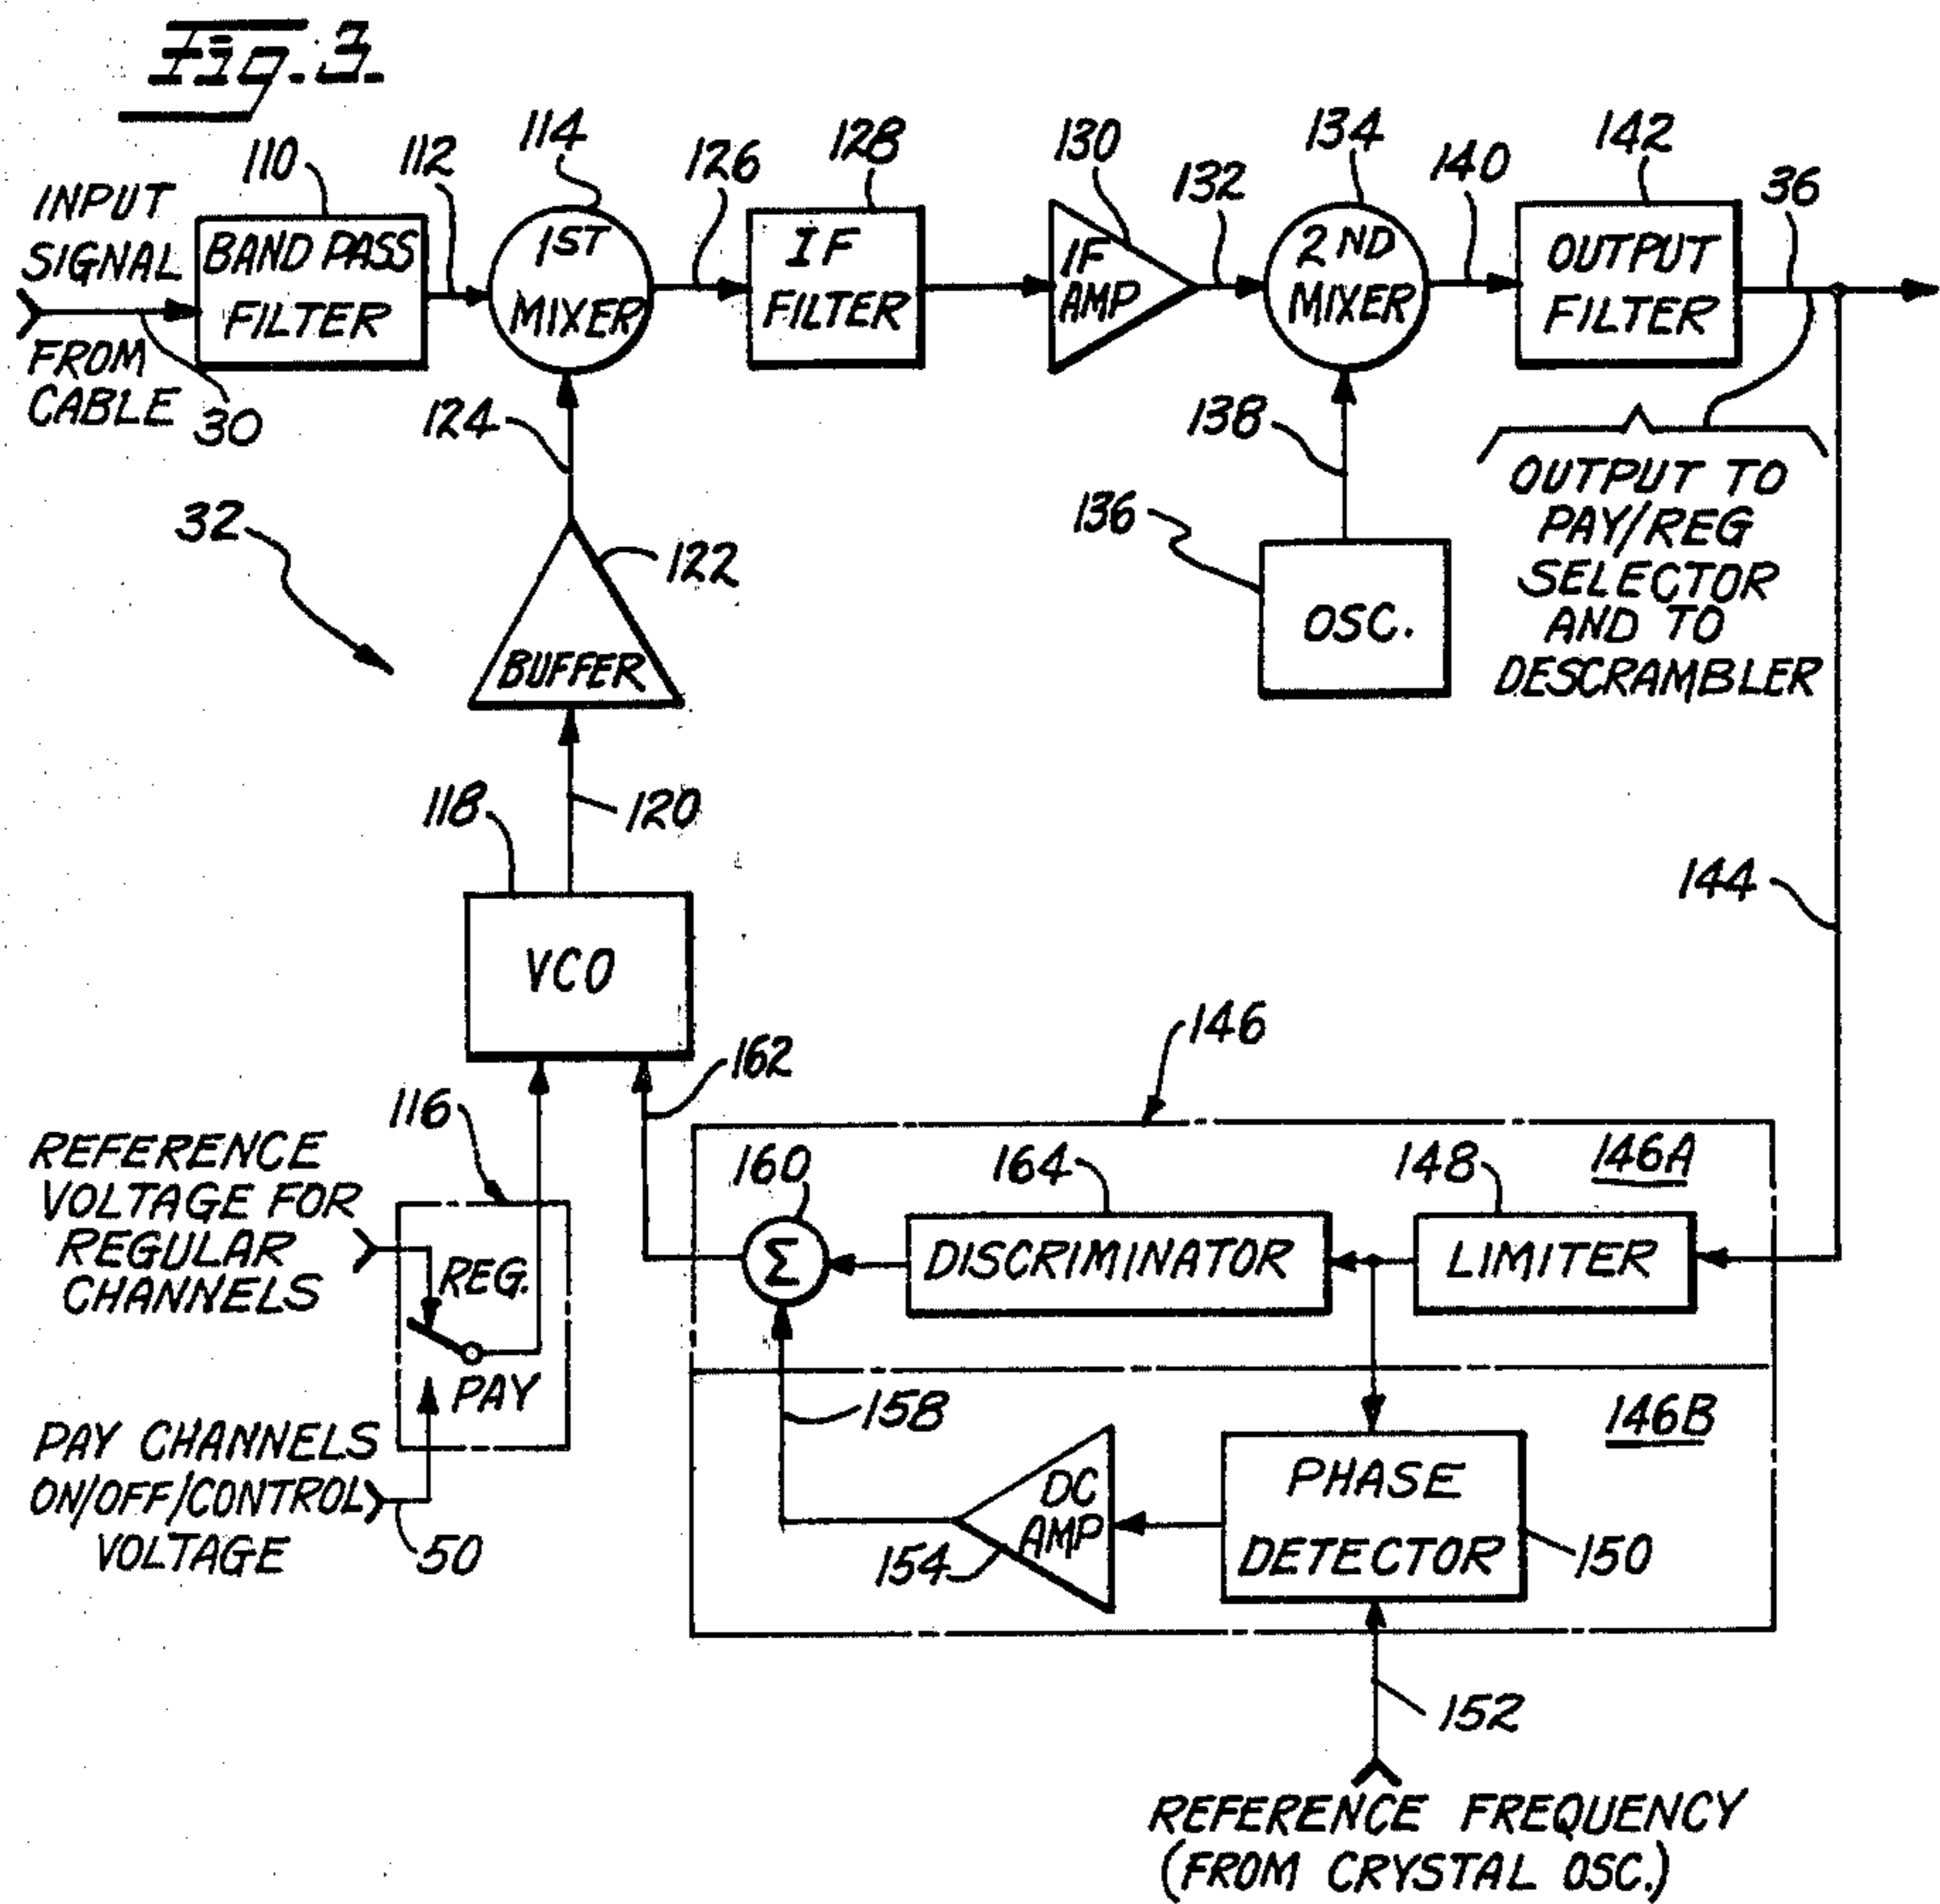 Fig. 3.
110
112
114
126
128
130
132
134
140
142
36
INPUT
SIGNAL
FROM
CABLE
30
BAND PASS
FILTER
1ST
MIXER
IF
FILTER
IF
AMP
2ND
MIXER
OUTPUT
FILTER
124
138
136
OSC.
OUTPUT TO
PAY/REG
SELECTOR
AND TO
DESCRAMBLER
32
122
BUFFER
118
120
144
VCO
162
146
116
REFERENCE
VOLTAGE FOR
REGULAR
CHANNELS
REG.
PAY
PAY CHANNELS
ON/OFF/CONTROL
VOLTAGE
50
160
164
148
146A
Σ
DISCRIMINATOR
LIMITER
158
146B
DC
AMP
154
PHASE
DETECTOR
150
152
REFERENCE FREQUENCY
(FROM CRYSTAL OSC.)